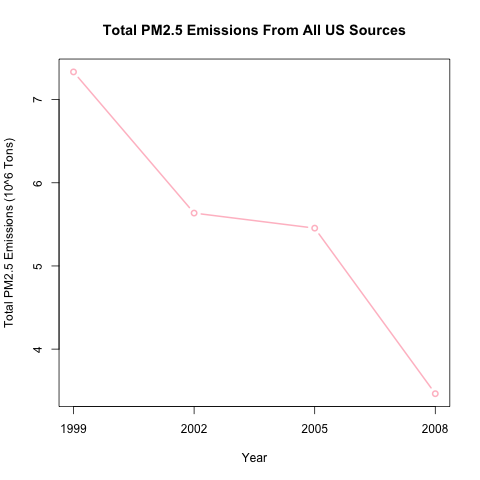 Total PM2.5 Emissions From All US Sources
Total PM2.5 Emissions (10^6 Tons)
7
6
5
4
1999 2002 2005 2008
Year